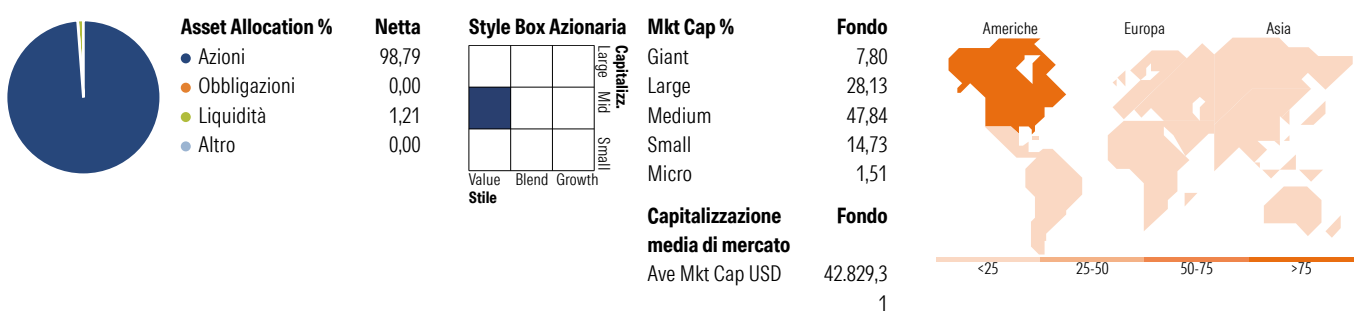 Asset Allocation % Netta
Azioni 98,79
Obbligazioni 0,00
Liquidità 1,21
Altro 0,00
Style Box Azionaria
Large Mid Small
Capitalizz.
Value Blend Growth
Stile
Mkt Cap % Fondo
Giant 7,80
Large 28,13
Medium 47,84
Small 14,73
Micro 1,51
Capitalizzazione Fondo
media di mercato
Ave Mkt Cap USD 42.829,3
1
Americhe Europa Asia
<25 25-50 50-75 >75